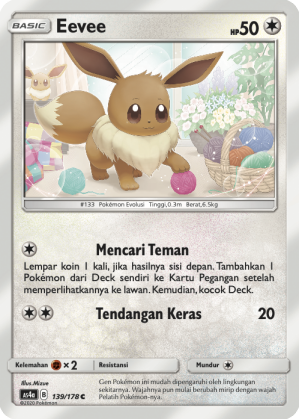 BASIC Eevee HP50
#133 Pokémon Evolusi Tinggi,0.3m Berat,6.5kg
Mencari Teman
Lempar koin 1 kali, jika hasilnya sisi depan. Tambahkan 1
Pokémon dari Deck sendiri ke Kartu Pegangan setelah
memperlihatkannya ke lawan. Kemudian, kocok Deck.
Tendangan Keras 20
Kelemahan ×2 Resistansi Mundur
Illus.Mizue
AS4a B 139/178 C
©2020 Pokémon
Gen Pokémon ini mudah dipengaruhi oleh lingkungan
sekitarnya. Wajahnya pun mulai berubah mirip dengan pelatihnya.